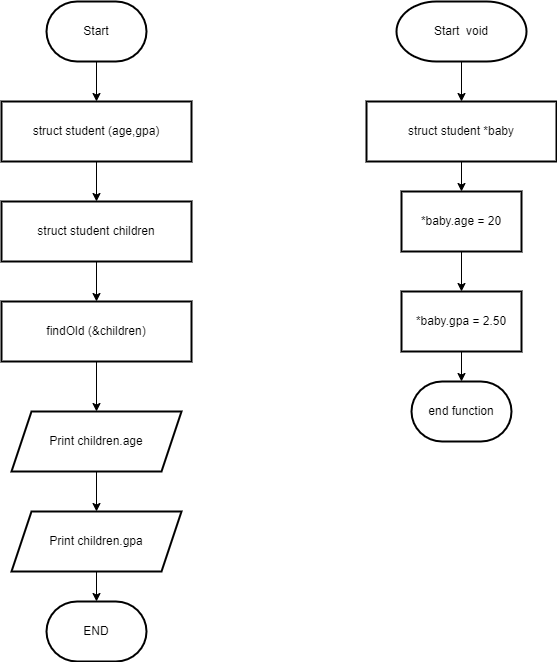 Start
struct student (age,gpa)
struct student children
findOld (&children)
Print children.age
Print children.gpa
END
Start void
struct student *baby
*baby.age = 20
*baby.gpa = 2.50
end function